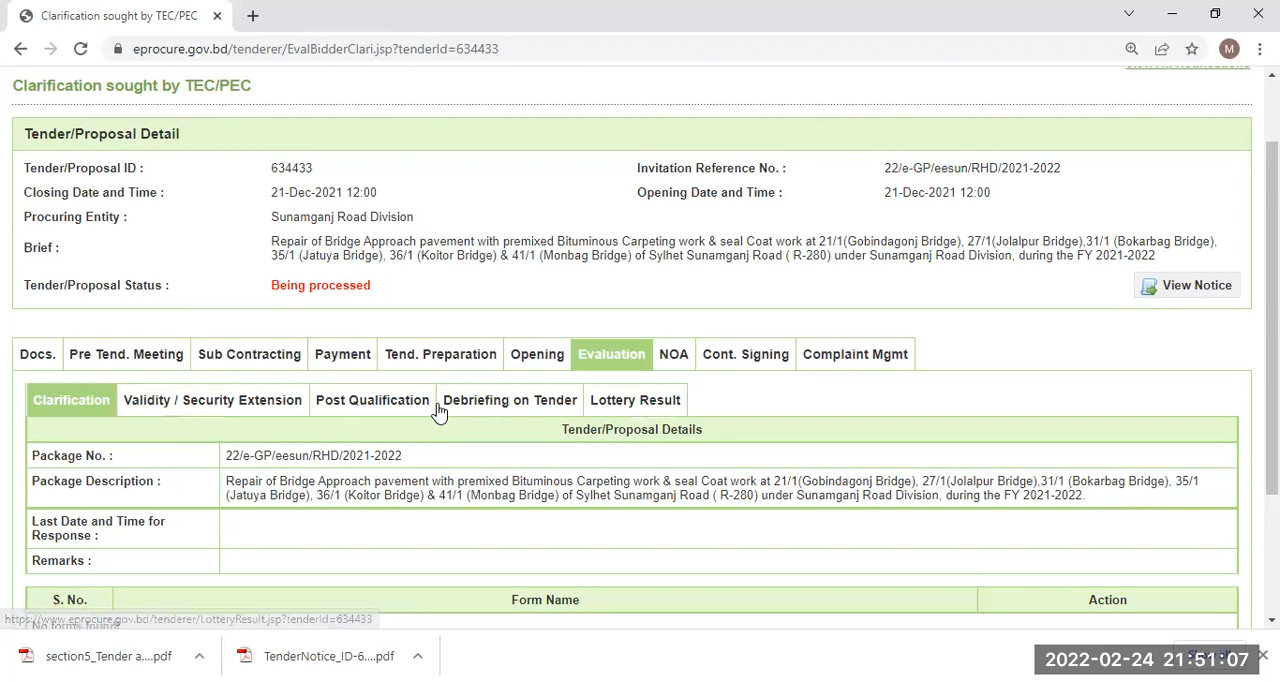 Clarification sought by TEC/PEC
eprocure.gov.bd/tenderer/EvalBidderClari.jsp?tenderId=634433
M
Clarification sought by TEC/PEC
Tender/Proposal Detail
Tender/Proposal ID : 634433 Invitation Reference No. : 22/e-GP/eesun/RHD/2021-2022
Closing Date and Time : 21-Dec-2021 12:00 Opening Date and Time : 21-Dec-2021 12:00
Procuring Entity : Sunamganj Road Division
Brief : Repair of Bridge Approach pavement with premixed Bituminous Carpeting work & seal Coat work at 21/1(Gobindagonj Bridge), 27/1(Jolalpur Bridge),31/1 (Bokarbag Bridge),
35/1 (Jatuya Bridge), 36/1 (Koitor Bridge) & 41/1 (Monbag Bridge) of Sylhet Sunamganj Road ( R-280) under Sunamganj Road Division, during the FY 2021-2022
Tender/Proposal Status : Being processed View Notice
Docs. Pre Tend. Meeting Sub Contracting Payment Tend. Preparation Opening Evaluation NOA Cont. Signing Complaint Mgmt
Clarification Validity / Security Extension Post Qualification Debriefing on Tender Lottery Result
Tender/Proposal Details
Package No. : 22/e-GP/eesun/RHD/2021-2022
Package Description : Repair of Bridge Approach pavement with premixed Bituminous Carpeting work & seal Coat work at 21/1(Gobindagonj Bridge), 27/1(Jolalpur Bridge),31/1 (Bokarbag Bridge), 35/1
(Jatuya Bridge), 36/1 (Koitor Bridge) & 41/1 (Monbag Bridge) of Sylhet Sunamganj Road ( R-280) under Sunamganj Road Division, during the FY 2021-2022.
Last Date and Time for
Response :
Remarks :
S. No. Form Name Action
No forms found
https://www.eprocure.gov.bd/tenderer/LotteryResult.jsp?tenderId=634433
section5_Tender a....pdf TenderNotice_ID-6....pdf
2022-02-24 21:51:07